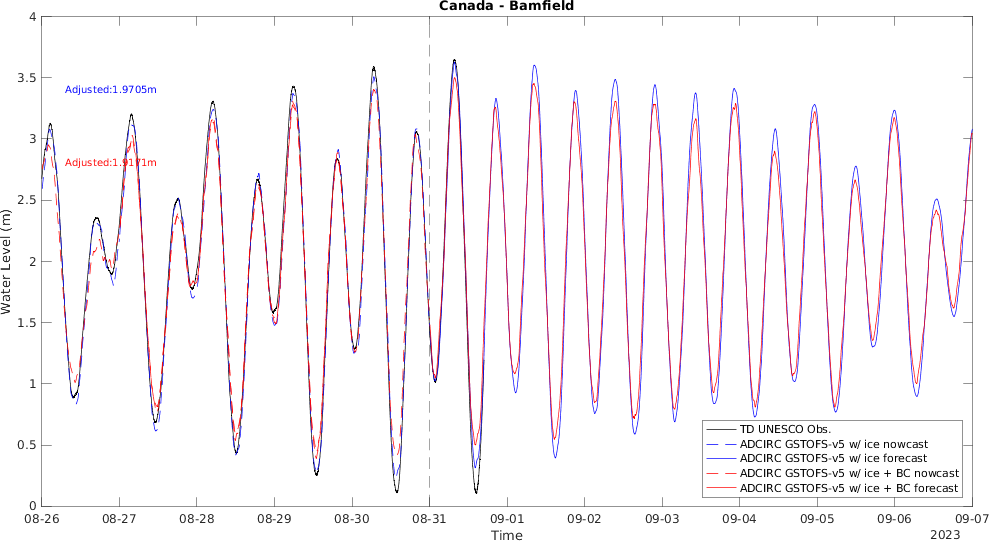 Canada - Bamfield
4
3.5
3
2.5
2
1.5
1
0.5
0
Water Level (m)
Adjusted:1.9705m
Adjusted:1.9171m
TD UNESCO Obs.
ADCIRC GSTOFS-v5 w/ ice nowcast
ADCIRC GSTOFS-v5 w/ ice forecast
ADCIRC GSTOFS-v5 w/ ice + BC nowcast
ADCIRC GSTOFS-v5 w/ ice + BC forecast
08-26 08-27 08-28 08-29 08-30 08-31 09-01 09-02 09-03 09-04 09-05 09-06 09-07
Time
2023